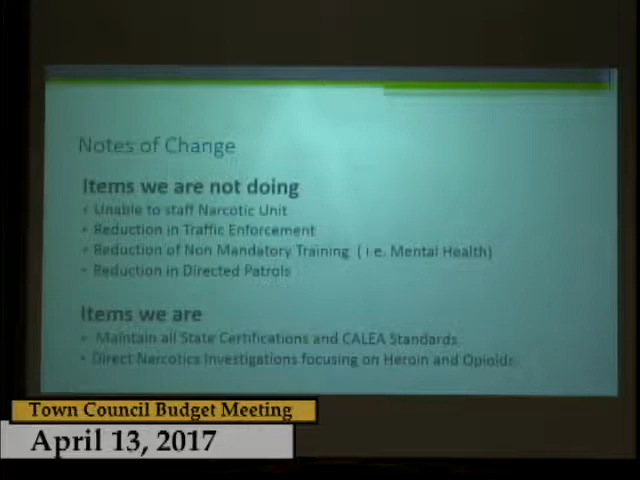 Notes of Change
Items we are not doing
• Unable to staff Narcotic Unit
• Reduction in Traffic Enforcement
• Reduction of Non Mandatory Training ( i.e. Mental Health)
• Reduction in Directed Patrols
Items we are
• Maintain all State Certifications and CALEA Standards
• Direct Narcotics Investigations focusing on Heroin and Opioids
Town Council Budget Meeting
April 13, 2017